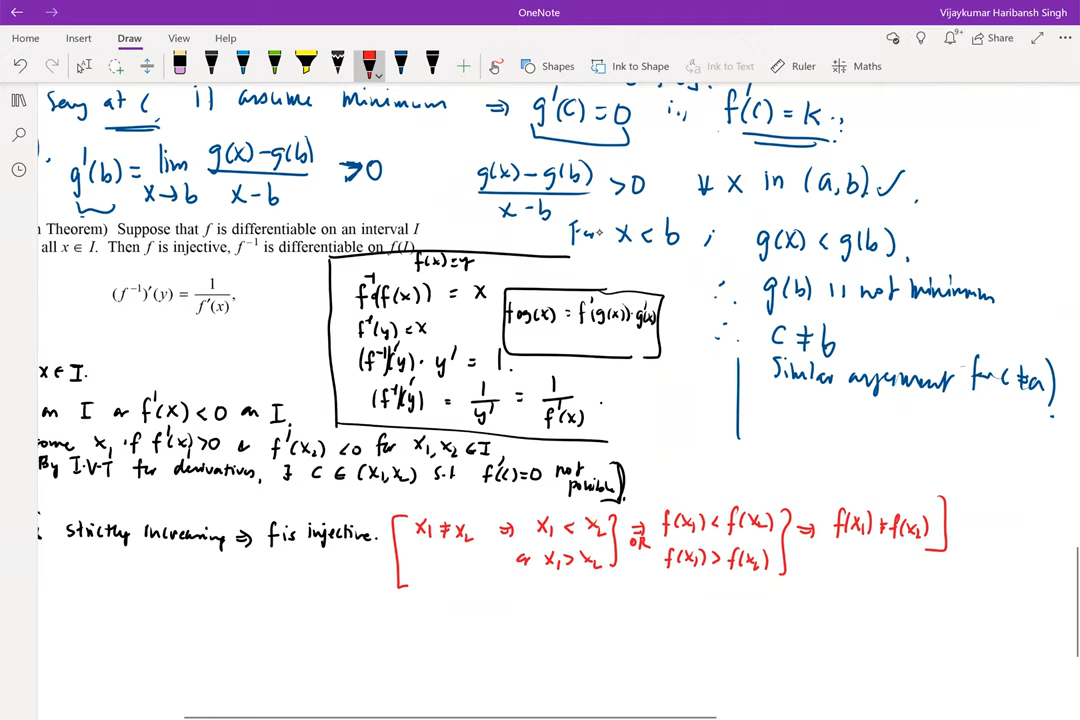 OneNote
Vijaykumar Haribansh Singh
Home Insert Draw View Help
9+ Share
Shapes Ink to Shape Ink to Text Ruler Maths
Say at C it assume minimum ⇒ g'(C)=0 i.e., f'(C)=k.
g'(b) = lim x→b g(x)-g(b) / x-b >0
g(x)-g(b) / x-b >0 ∀ x in (a,b) ✓
For x<b ; g(x)<g(b).
∴ g(b) is not minimum
∴ C≠b
Similar argument for C≠a)
Theorem) Suppose that f is differentiable on an interval I
all x ∈ I. Then f is injective, f⁻¹ is differentiable on f(I),
(f⁻¹)′(y) = 1 / f′(x),
f(x)=y
f⁻¹(f(x)) = x
f⁻¹(y)=x
(f⁻¹)'(y). y' = 1.
(f⁻¹)'(y) = 1/y' = 1/f'(x) .
fog(x) = f'(g(x)).g'(x)
x ∈ I.
on I or f'(x)<0 on I.
some x₁ if f'(x₁)>0 & f'(x₂)<0 for x₁,x₂∈I
By I.V.T for derivatives, ∃ C ∈ (x₁,x₂) s.t f'(C)=0 not possible].
strictly increasing ⇒ f is injective. [x₁≠x₂ ⇒ x₁<x₂ or x₁>x₂] ⇒ f(x₁)<f(x₂) OR f(x₁)>f(x₂)} ⇒ f(x₁)≠f(x₂)]